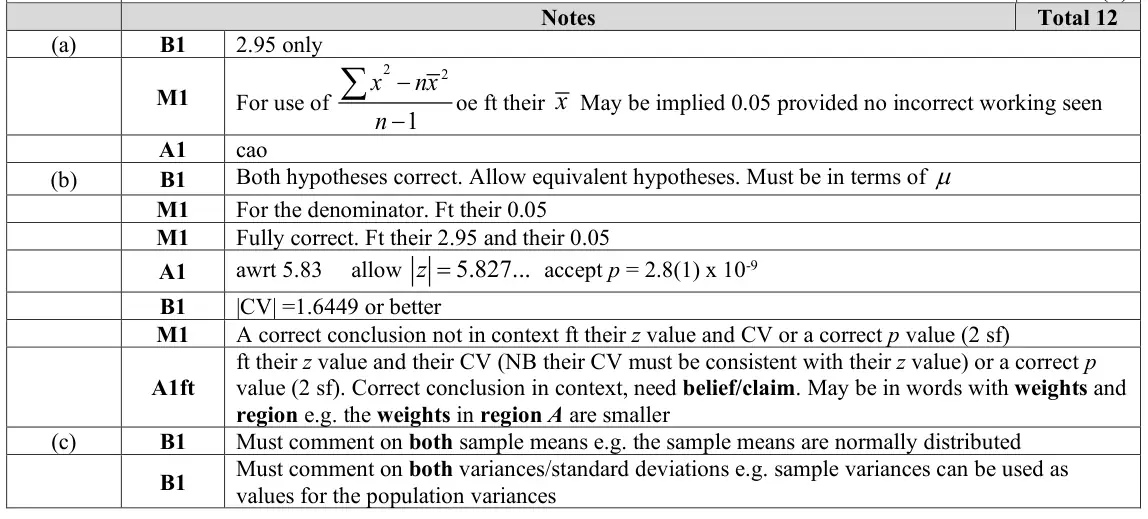 Notes Total 12
(a) B1 2.95 only
M1 For use of (∑x² − nx̄²)/(n − 1) oe ft their x̄ May be implied 0.05 provided no incorrect working seen
A1 cao
(b) B1 Both hypotheses correct. Allow equivalent hypotheses. Must be in terms of μ
M1 For the denominator. Ft their 0.05
M1 Fully correct. Ft their 2.95 and their 0.05
A1 awrt 5.83 allow |z| = 5.827... accept p = 2.8(1) x 10⁻⁹
B1 |CV| =1.6449 or better
M1 A correct conclusion not in context ft their z value and CV or a correct p value (2 sf)
A1ft ft their z value and their CV (NB their CV must be consistent with their z value) or a correct p
value (2 sf). Correct conclusion in context, need belief/claim. May be in words with weights and
region e.g. the weights in region A are smaller
(c) B1 Must comment on both sample means e.g. the sample means are normally distributed
B1 Must comment on both variances/standard deviations e.g. sample variances can be used as
values for the population variances